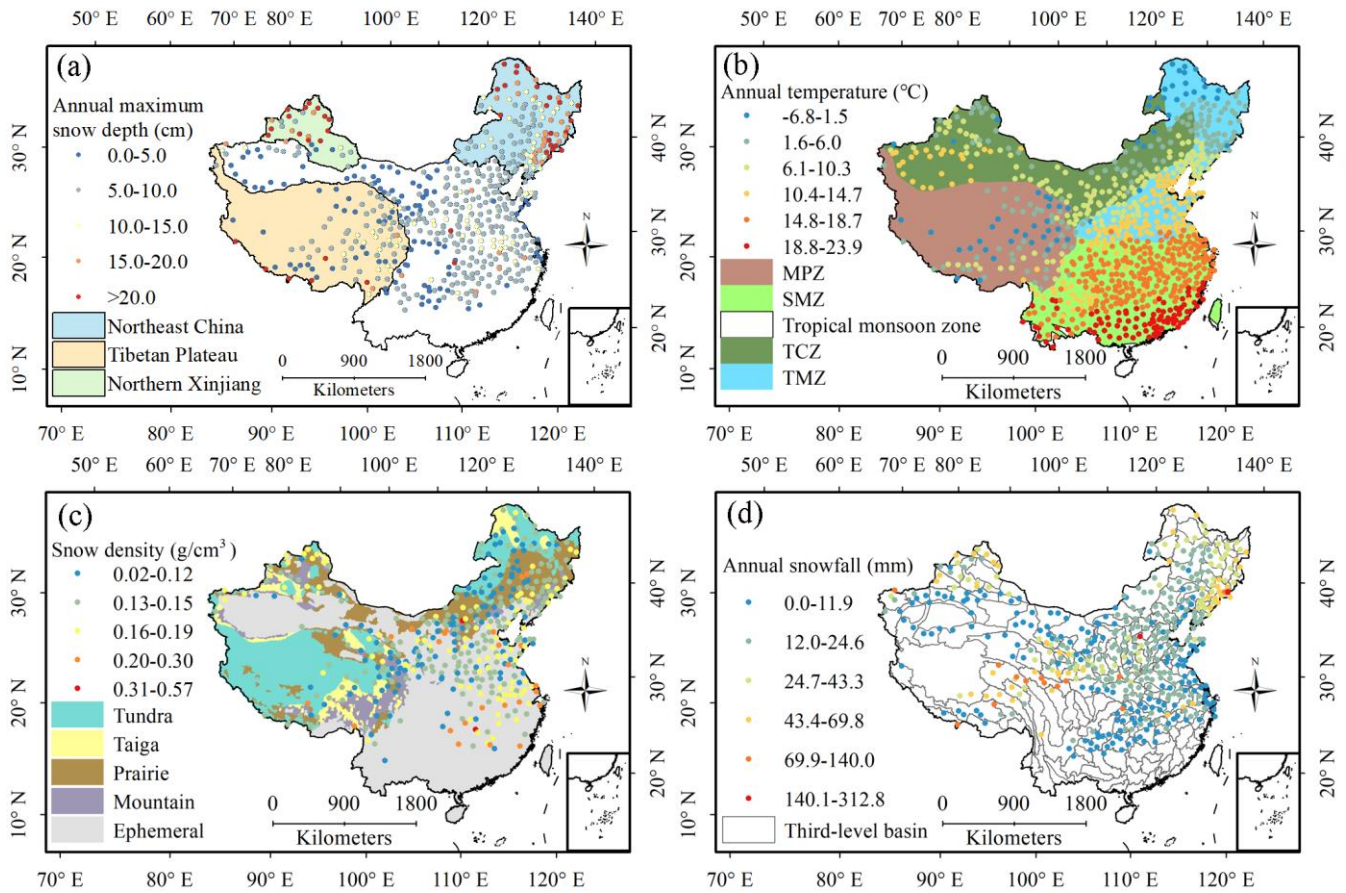 50° E 60° E 70° E 80° E 100° E 120° E 130° E 140° E
50° E 60° E 70° E 80° E 100° E 120° E 130° E 140° E
(a)
Annual maximum
snow depth (cm)
0.0-5.0
5.0-10.0
10.0-15.0
15.0-20.0
>20.0
Northeast China
Tibetan Plateau
Northern Xinjiang
N
0 900 1800
Kilometers
30° N
20° N
10° N
40° N
30° N
20° N
70° E 80° E 90° E 100° E 110° E 120° E
(b)
Annual temperature (℃)
-6.8-1.5
1.6-6.0
6.1-10.3
10.4-14.7
14.8-18.7
18.8-23.9
MPZ
SMZ
Tropical monsoon zone
TCZ
TMZ
N
0 900 1800
Kilometers
30° N
20° N
10° N
40° N
30° N
20° N
70° E 80° E 90° E 100° E 110° E 120° E
50° E 60° E 70° E 80° E 100° E 120° E 130° E 140° E
50° E 60° E 70° E 80° E 100° E 120° E 130° E 140° E
(c)
Snow density (g/cm³ )
0.02-0.12
0.13-0.15
0.16-0.19
0.20-0.30
0.31-0.57
Tundra
Taiga
Prairie
Mountain
Ephemeral
N
0 900 1800
Kilometers
30° N
20° N
10° N
40° N
30° N
20° N
70° E 80° E 90° E 100° E 110° E 120° E
(d)
Annual snowfall (mm)
0.0-11.9
12.0-24.6
24.7-43.3
43.4-69.8
69.9-140.0
140.1-312.8
Third-level basin
N
0 900 1800
Kilometers
30° N
20° N
10° N
40° N
30° N
20° N
70° E 80° E 90° E 100° E 110° E 120° E